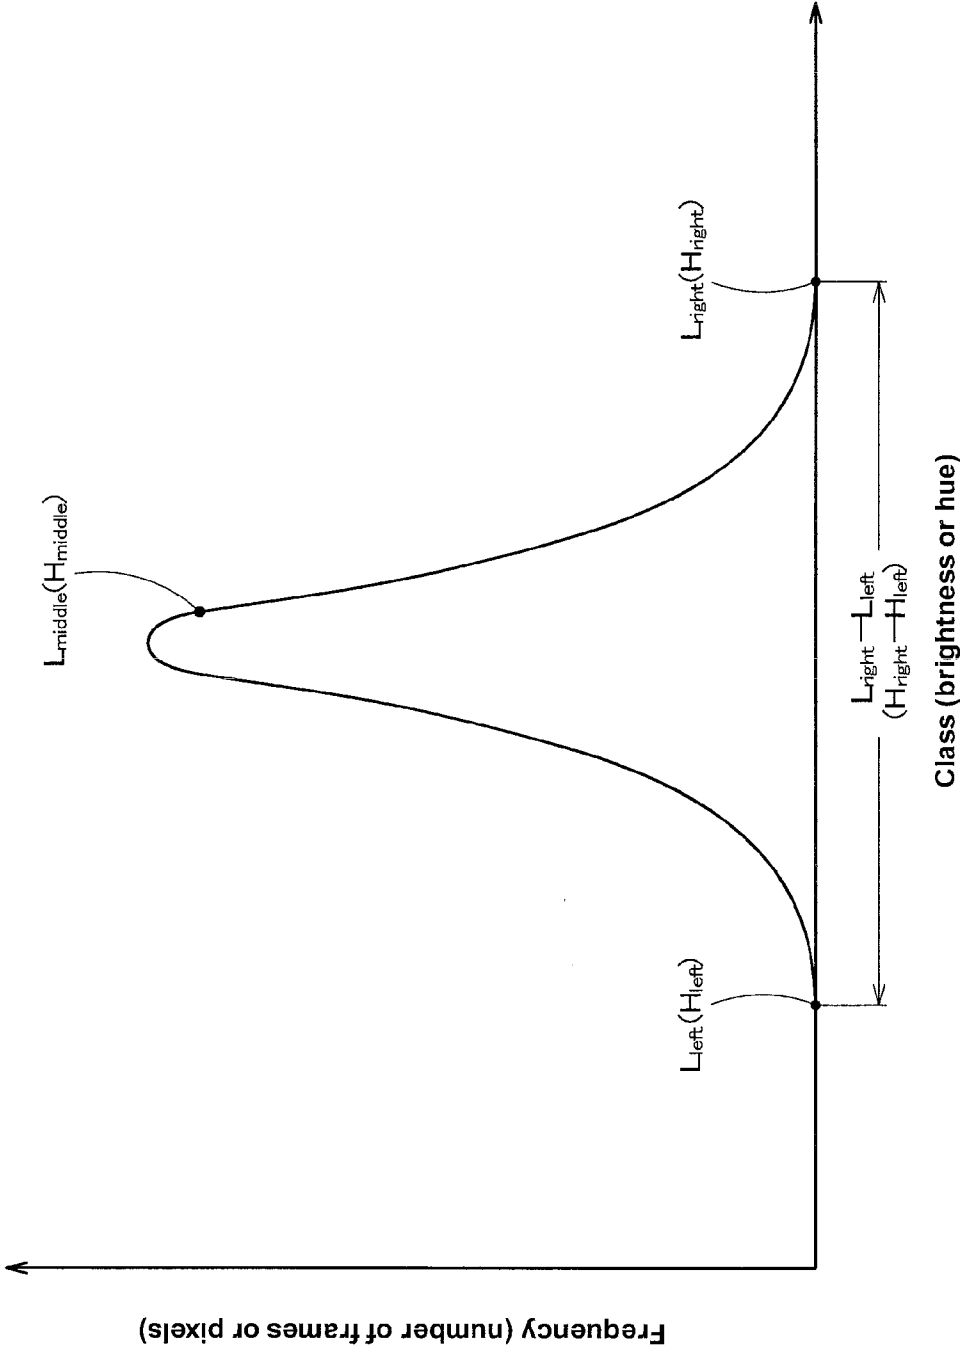 Frequency (number of frames or pixels)
Lmiddle(Hmiddle)
Lleft(Hleft)
Lright(Hright)
Lright—Lleft
(Hright—Hleft)
Class (brightness or hue)